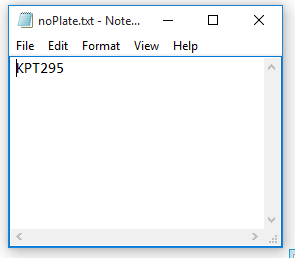 noPlate.txt - Note...
File Edit Format View Help
KPT295